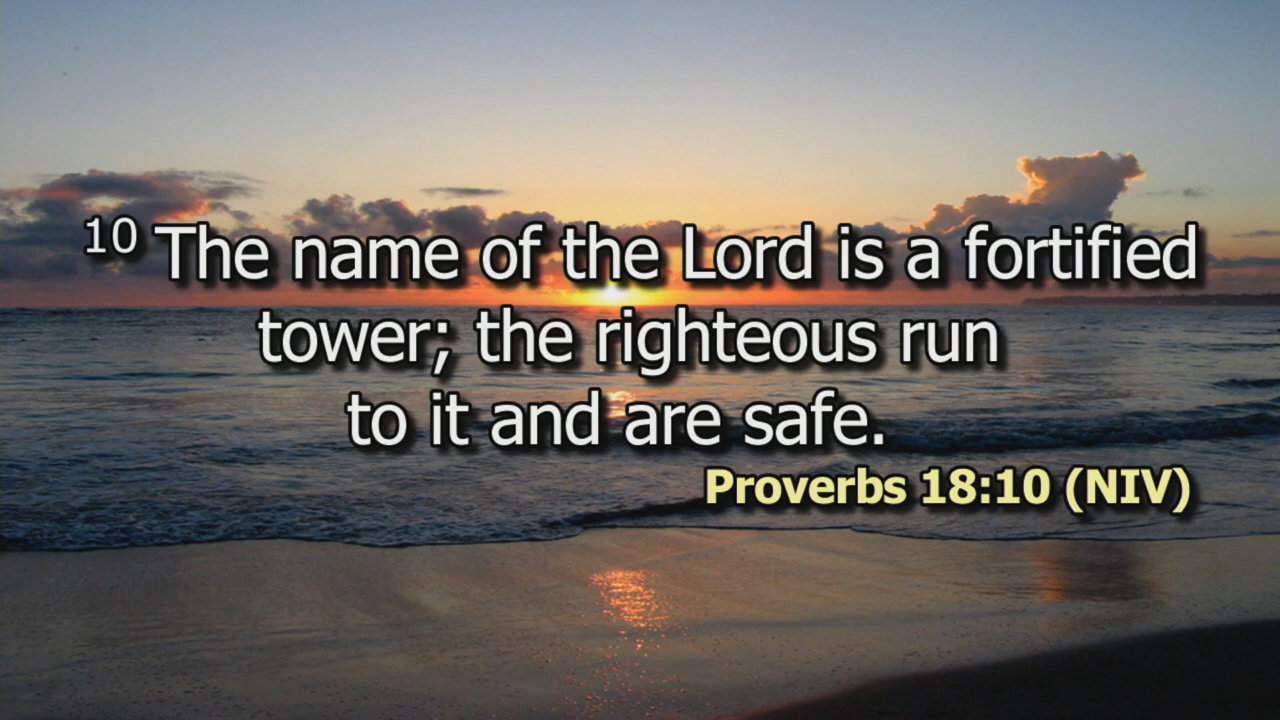 10 The name of the Lord is a fortified
tower; the righteous run
to it and are safe.
Proverbs 18:10 (NIV)